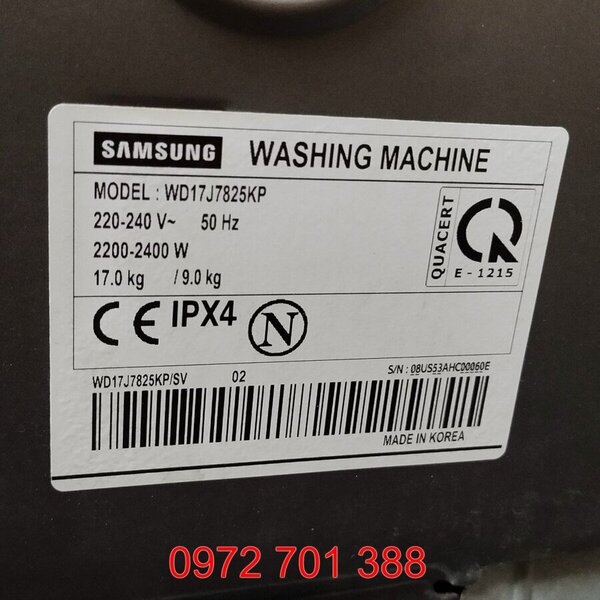 SAMSUNG WASHING MACHINE
MODEL : WD17J7825KP
220-240 V~ 50 Hz
2200-2400 W
17.0 kg / 9.0 kg
QUACERT
E - 1215
CE IPX4 N
WD17J7825KP/SV 02 S/N : 08US53AHC00060E
MADE IN KOREA
0972 701 388